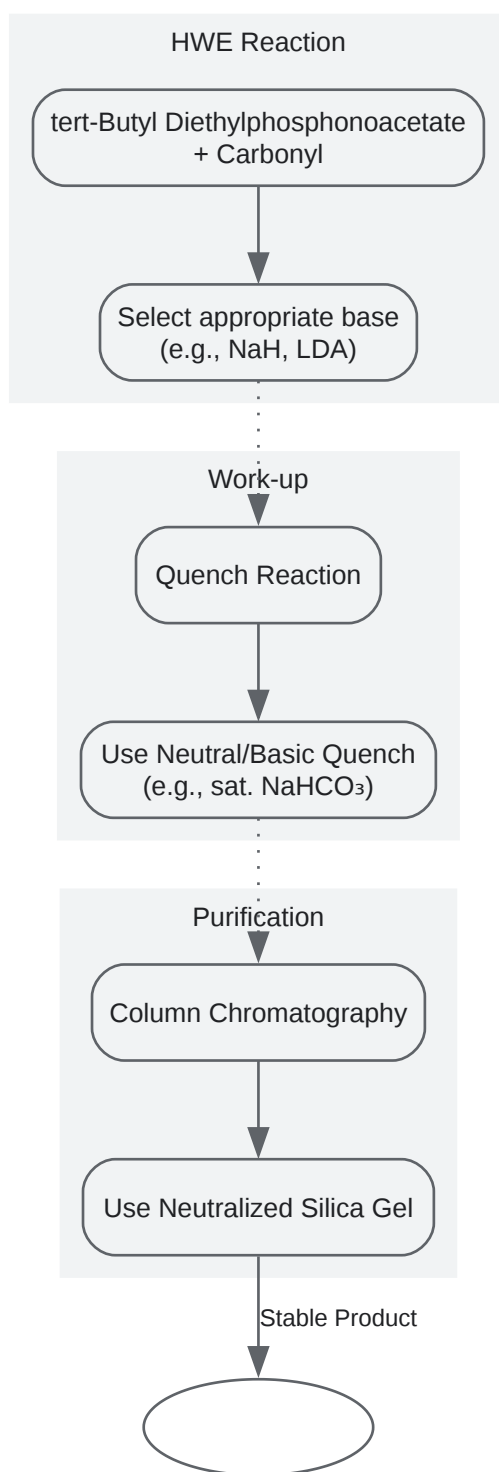 HWE Reaction
tert-Butyl Diethylphosphonoacetate
+ Carbonyl
Select appropriate base
(e.g., NaH, LDA)
Work-up
Quench Reaction
Use Neutral/Basic Quench
(e.g., sat. NaHCO₃)
Purification
Column Chromatography
Use Neutralized Silica Gel
Stable Product